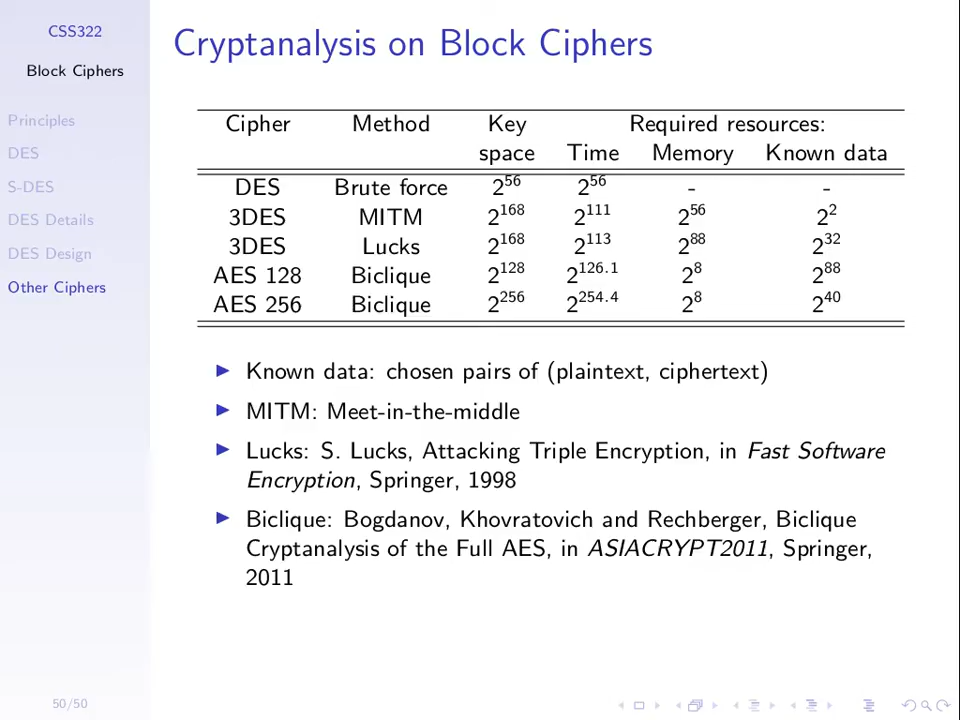 CSS322
Block Ciphers
Principles
DES
S-DES
DES Details
DES Design
Other Ciphers
50/50
Cryptanalysis on Block Ciphers
Cipher Method Key Required resources:
space Time Memory Known data
DES Brute force 2^56 2^56 - -
3DES MITM 2^168 2^111 2^56 2^2
3DES Lucks 2^168 2^113 2^88 2^32
AES 128 Biclique 2^128 2^126.1 2^8 2^88
AES 256 Biclique 2^256 2^254.4 2^8 2^40
Known data: chosen pairs of (plaintext, ciphertext)
MITM: Meet-in-the-middle
Lucks: S. Lucks, Attacking Triple Encryption, in Fast Software
Encryption, Springer, 1998
Biclique: Bogdanov, Khovratovich and Rechberger, Biclique
Cryptanalysis of the Full AES, in ASIACRYPT2011, Springer,
2011